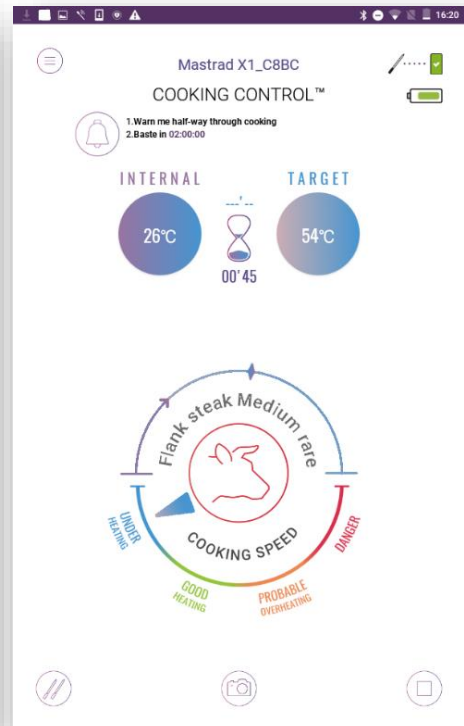 16:20
Mastrad X1_C8BC
COOKING CONTROL™
1.Warn me half-way through cooking
2.Baste in 02:00:00
INTERNAL
TARGET
---'--
26°C
54°C
00'45
Flank steak Medium rare
COOKING SPEED
UNDER
HEATING
GOOD
HEATING
PROBABLE
OVERHEATING
DANGER